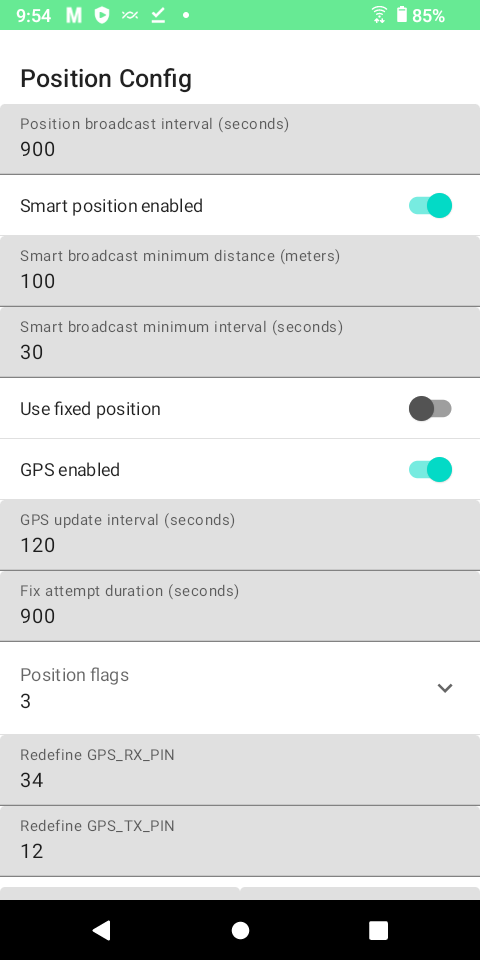 9:54
85%
Position Config
Position broadcast interval (seconds)
900
Smart position enabled
Smart broadcast minimum distance (meters)
100
Smart broadcast minimum interval (seconds)
30
Use fixed position
GPS enabled
GPS update interval (seconds)
120
Fix attempt duration (seconds)
900
Position flags
3
Redefine GPS_RX_PIN
34
Redefine GPS_TX_PIN
12